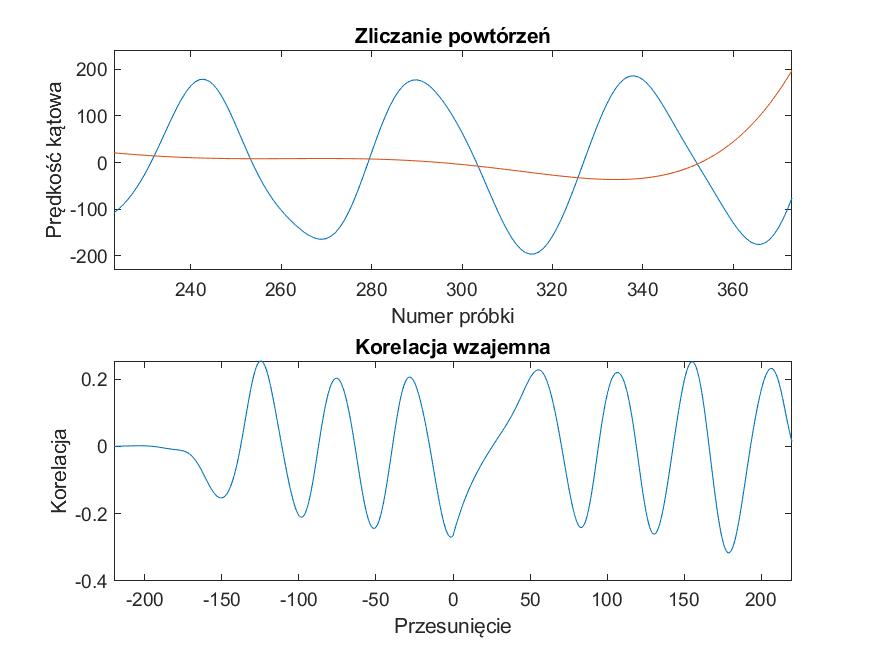 Zliczanie powtórzeń
Prędkość kątowa
200
100
0
-100
-200
240 260 280 300 320 340 360
Numer próbki
Korelacja wzajemna
Korelacja
0.2
0
-0.2
-0.4
-200 -150 -100 -50 0 50 100 150 200
Przesunięcie